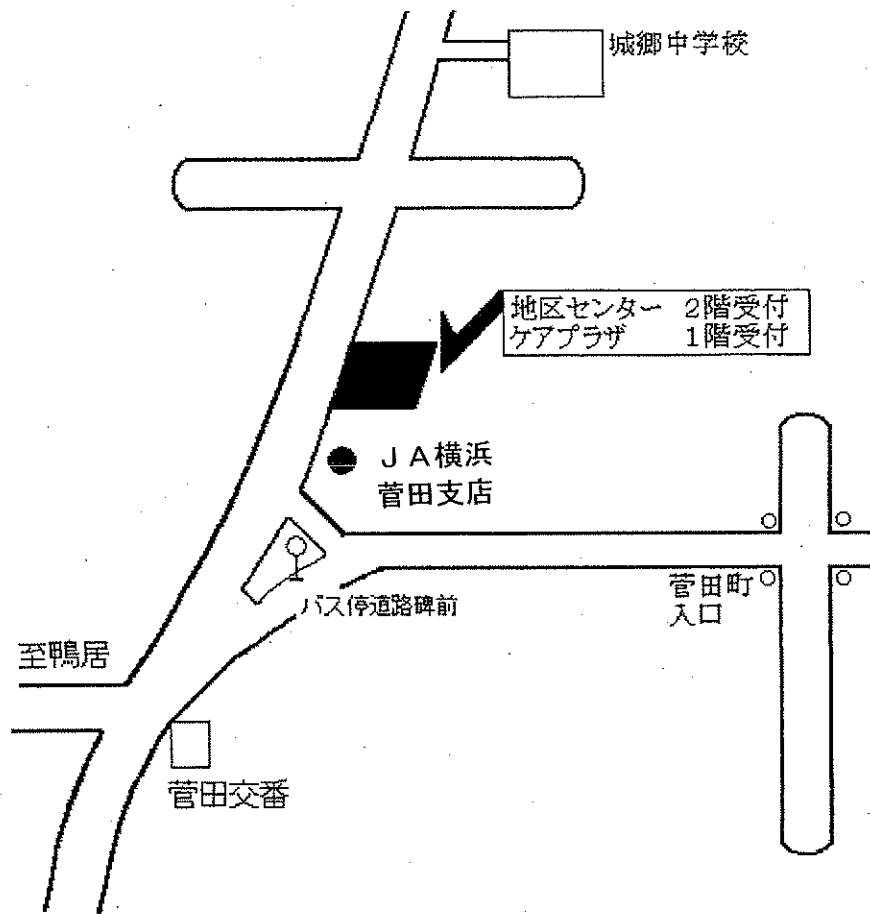 城郷中学校
地区センター 2階受付
ケアプラザ 1階受付
JA横浜
菅田支店
バス停道路碑前
菅田町
入口
至鴨居
菅田交番